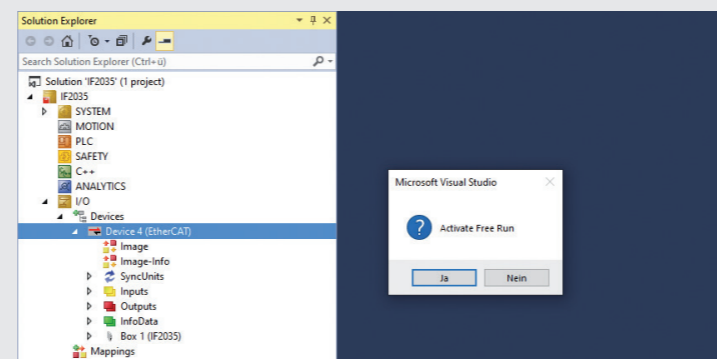 Solution Explorer
Search Solution Explorer (Ctrl+ü)
Solution 'IF2035' (1 project)
IF2035
SYSTEM
MOTION
PLC
SAFETY
C++
ANALYTICS
I/O
Devices
Device 4 (EtherCAT)
Image
Image-Info
SyncUnits
Inputs
Outputs
InfoData
Box 1 (IF2035)
Mappings
Microsoft Visual Studio
Activate Free Run
Ja Nein